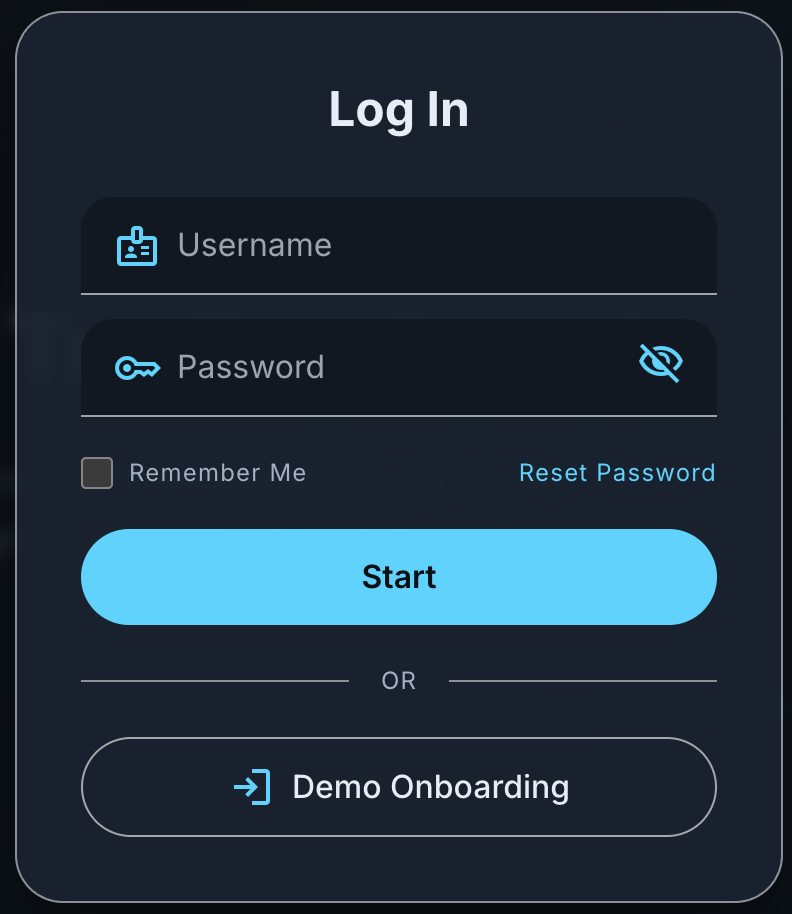 Log In
Username
Password
Remember Me Reset Password
Start
OR
Demo Onboarding